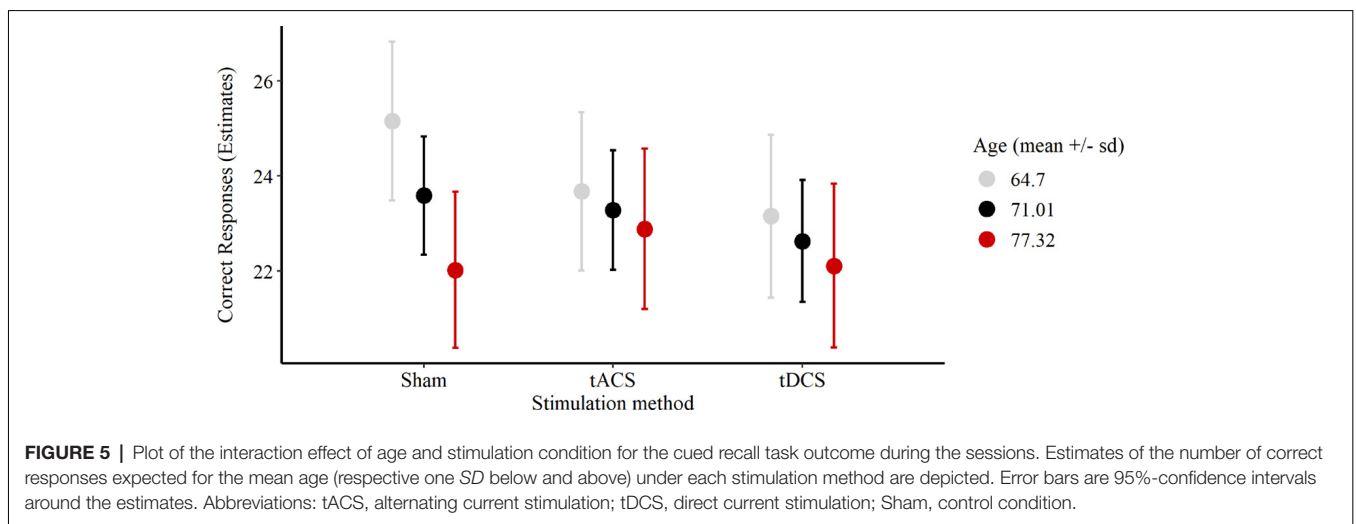 Correct Responses (Estimates)
26
24
22
Sham
tACS
tDCS
Stimulation method
Age (mean +/- sd)
64.7
71.01
77.32
FIGURE 5 | Plot of the interaction effect of age and stimulation condition for the cued recall task outcome during the sessions. Estimates of the number of correct
responses expected for the mean age (respective one SD below and above) under each stimulation method are depicted. Error bars are 95%-confidence intervals
around the estimates. Abbreviations: tACS, alternating current stimulation; tDCS, direct current stimulation; Sham, control condition.